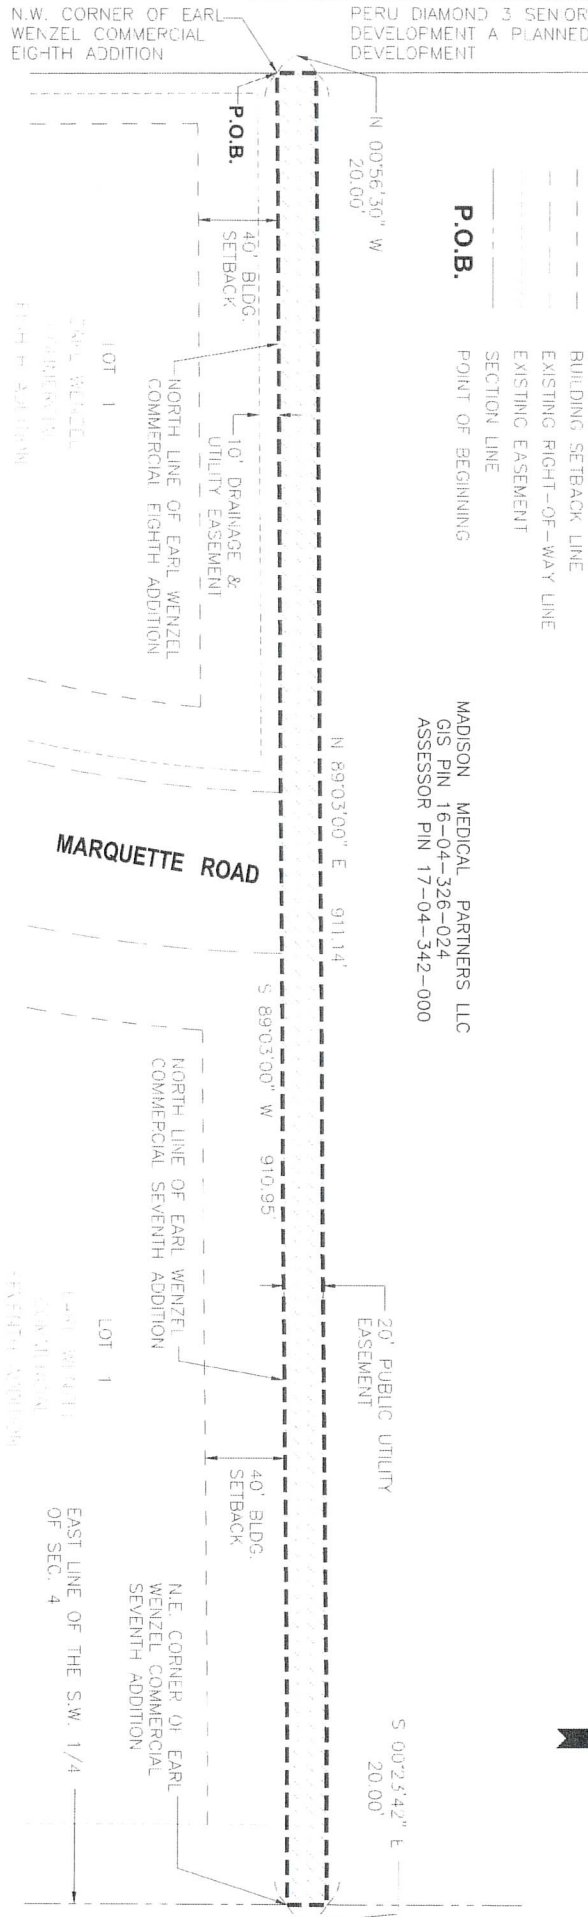 N.W. CORNER OF EARL
WENZEL COMMERCIAL
EIGHTH ADDITION
PERU DIAMOND 3 SENIOR
DEVELOPMENT A PLANNED
DEVELOPMENT
P.O.B.
N 00°56'30" W
20.00'
BUILDING SETBACK LINE
EXISTING RIGHT-OF-WAY LINE
EXISTING EASEMENT
SECTION LINE
P.O.B.
POINT OF BEGINNING
40' BLDG.
SETBACK
10' DRAINAGE &
UTILITY EASEMENT
NORTH LINE OF EARL WENZEL
COMMERCIAL EIGHTH ADDITION
LOT 1
MADISON MEDICAL PARTNERS LLC
GIS PIN 16-04-326-024
ASSESSOR PIN 17-04-342-000
N 89°03'00" E 911.14'
MARQUETTE ROAD
S 89°03'00" W 910.95'
NORTH LINE OF EARL WENZEL
COMMERCIAL SEVENTH ADDITION
20' PUBLIC UTILITY
EASEMENT
LOT 1
40' BLDG.
SETBACK
N.E. CORNER OF EARL
WENZEL COMMERCIAL
SEVENTH ADDITION
EAST LINE OF THE S.W. 1/4
OF SEC. 4
S 00°23'42" E
20.00'